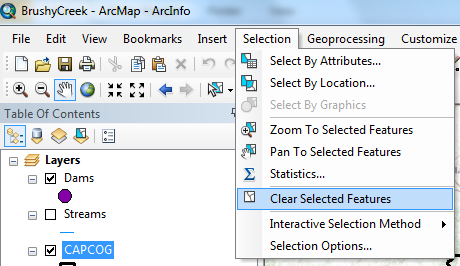 BrushyCreek - ArcMap - ArcInfo
File Edit View Bookmarks Insert Selection Geoprocessing Customize
Select By Attributes...
Select By Location...
Select By Graphics
Zoom To Selected Features
Pan To Selected Features
Statistics...
Clear Selected Features
Interactive Selection Method
Selection Options...
Table Of Contents
Layers
Dams
Streams
CAPCOG